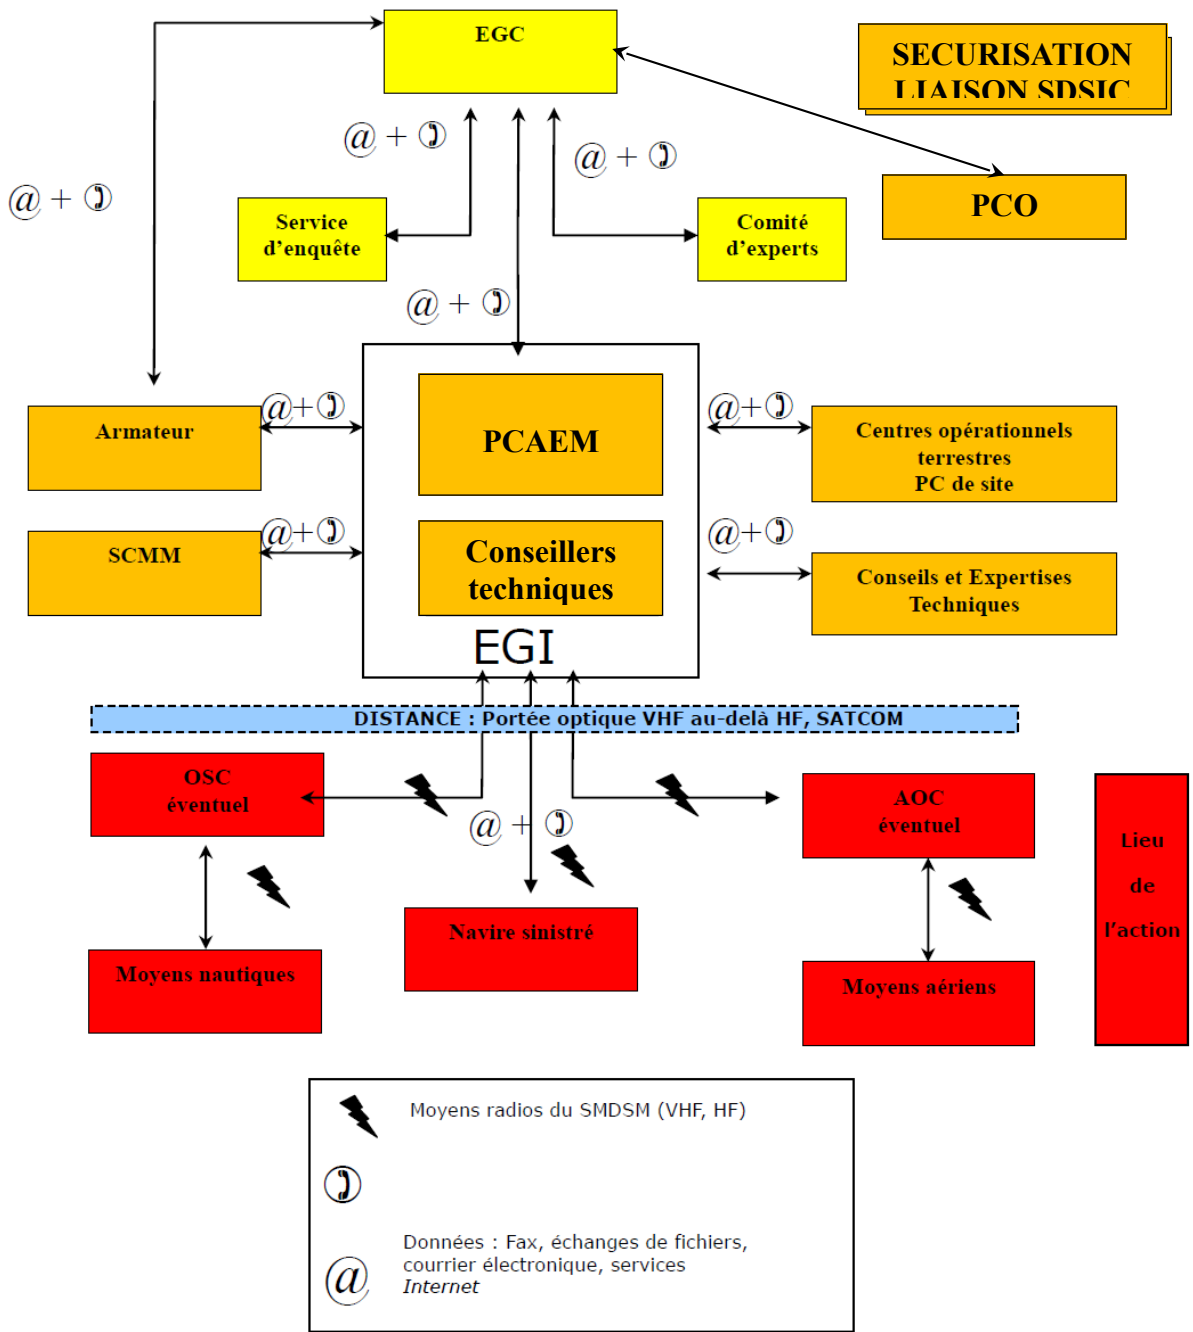 EGC
SECURISATION
LIAISON SDSIC
@ +
@ +
@ +
PCO
Service
d’enquête
Comité
d’experts
@ +
Armateur
@+
PCAEM
@+
Centres opérationnels
terrestres
PC de site
SCMM
@+
Conseillers
techniques
@+
Conseils et Expertises
Techniques
EGI
DISTANCE : Portée optique VHF au-delà HF, SATCOM
OSC
éventuel
@ +
AOC
éventuel
Lieu
de
l’action
Navire sinistré
Moyens nautiques
Moyens aériens
Moyens radios du SMDSM (VHF, HF)
Données : Fax, échanges de fichiers,
courrier électronique, services
Internet
@